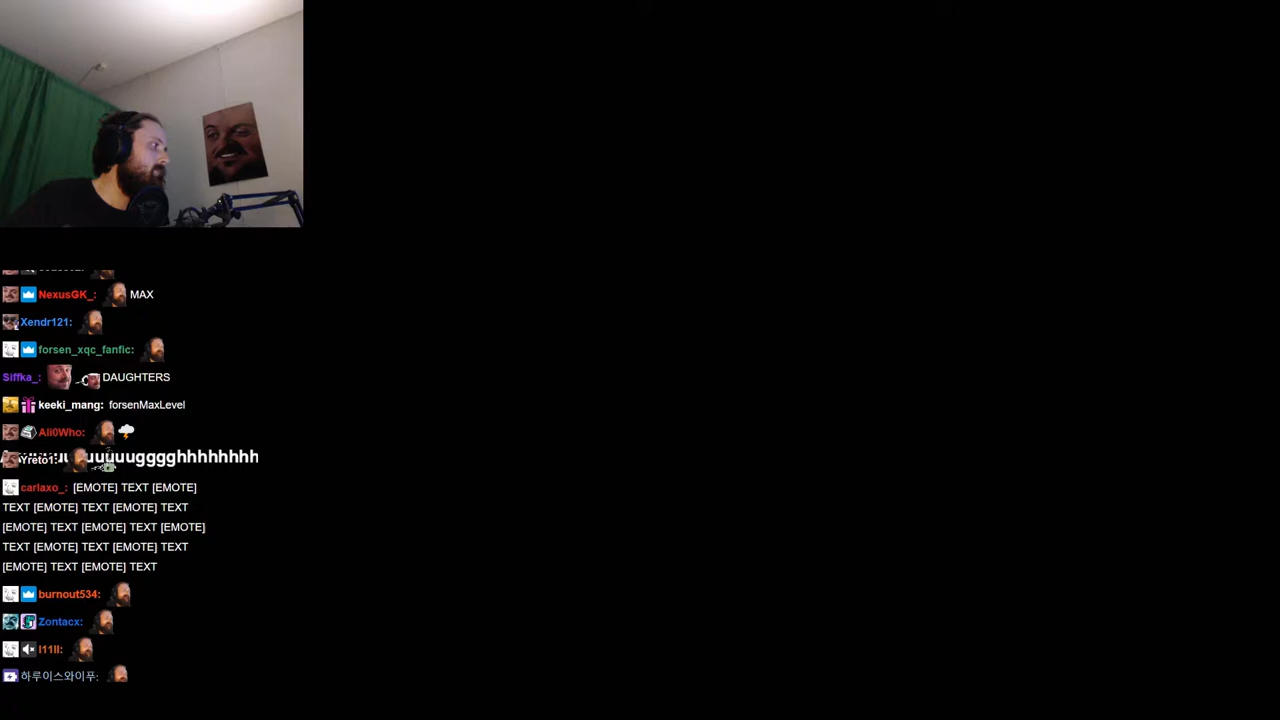 NexusGK_: MAX
Xendr121:
forsen_xqc_fanfic:
Siffka_: DAUGHTERS
keeki_mang: forsenMaxLevel
Ali0Who:
Yreto1:
carlaxo_: [EMOTE] TEXT [EMOTE]
TEXT [EMOTE] TEXT [EMOTE] TEXT
[EMOTE] TEXT [EMOTE] TEXT [EMOTE]
TEXT [EMOTE] TEXT [EMOTE] TEXT
[EMOTE] TEXT [EMOTE] TEXT
burnout534:
Zontacx:
하루이스와이푸: